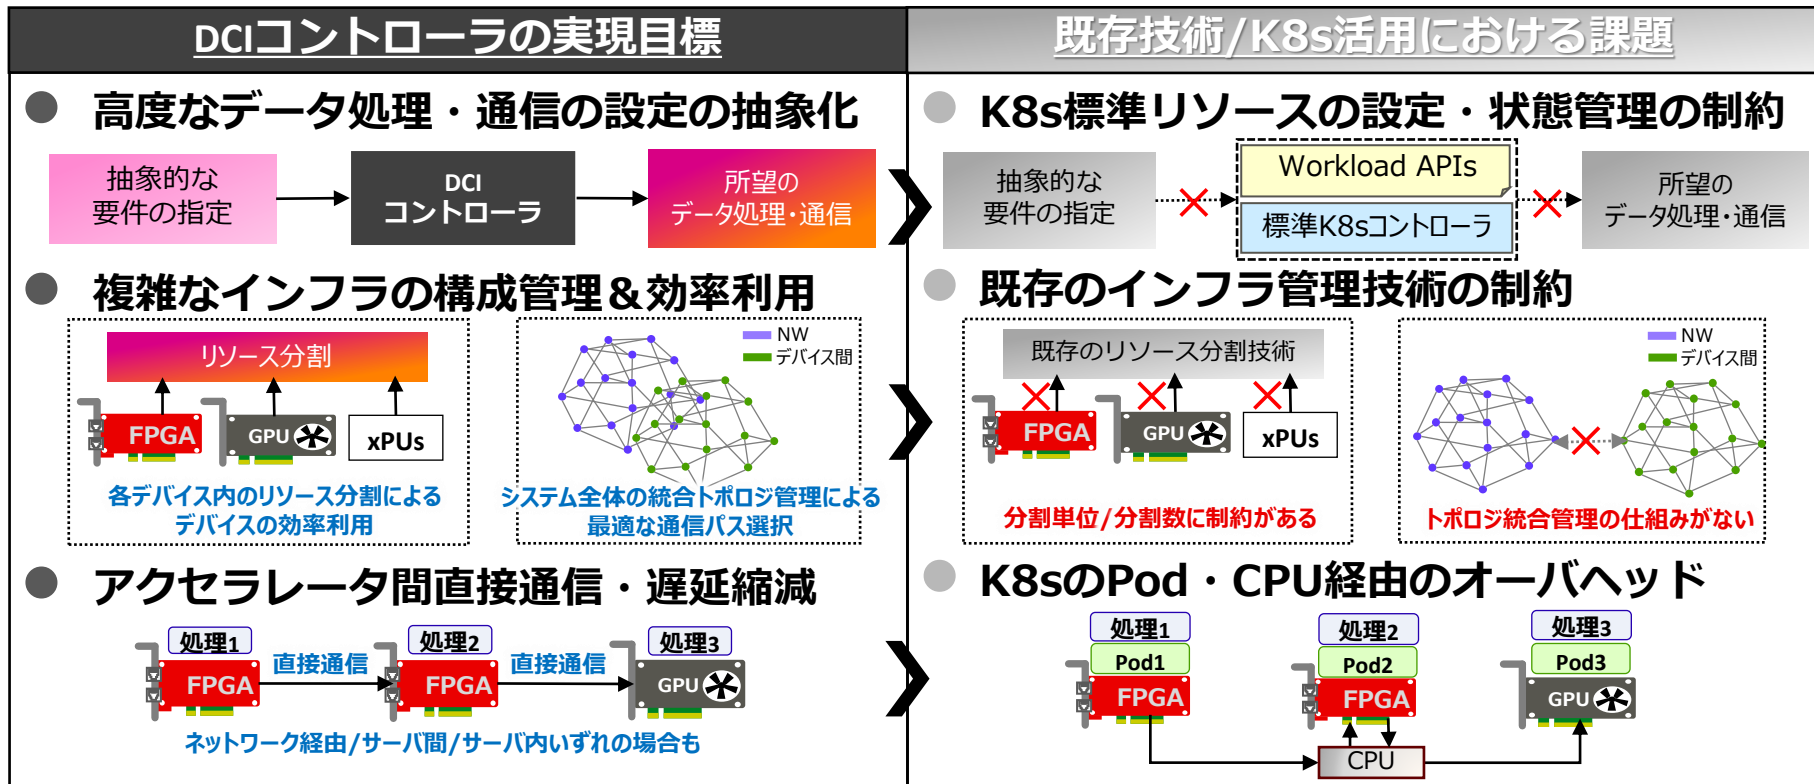 DCIコントローラの実現目標
高度なデータ処理・通信の設定の抽象化
抽象的な
要件の指定
DCI
コントローラ
所望の
データ処理・通信
複雑なインフラの構成管理＆効率利用
リソース分割
FPGA
GPU
xPUs
各デバイス内のリソース分割による
デバイスの効率利用
NW
デバイス間
システム全体の統合トポロジ管理による
最適な通信パス選択
アクセラレータ間直接通信・遅延縮減
処理1
FPGA
直接通信
処理2
FPGA
直接通信
処理3
GPU
ネットワーク経由/サーバ間/サーバ内いずれの場合も
既存技術/K8s活用における課題
K8s標準リソースの設定・状態管理の制約
抽象的な
要件の指定
Workload APIs
標準K8sコントローラ
所望の
データ処理・通信
既存のインフラ管理技術の制約
既存のリソース分割技術
FPGA
GPU
xPUs
分割単位/分割数に制約がある
NW
デバイス間
トポロジ統合管理の仕組みがない
K8sのPod・CPU経由のオーバヘッド
処理1
Pod1
FPGA
処理2
Pod2
FPGA
処理3
Pod3
GPU
CPU